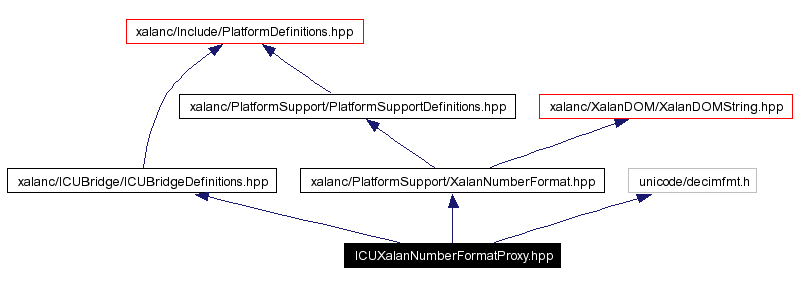 xalanc/Include/PlatformDefinitions.hpp
xalanc/PlatformSupport/PlatformSupportDefinitions.hpp
xalanc/XalanDOM/XalanDOMString.hpp
xalanc/ICUBridge/ICUBridgeDefinitions.hpp
xalanc/PlatformSupport/XalanNumberFormat.hpp
unicode/decimfmt.h
ICUXalanNumberFormatProxy.hpp